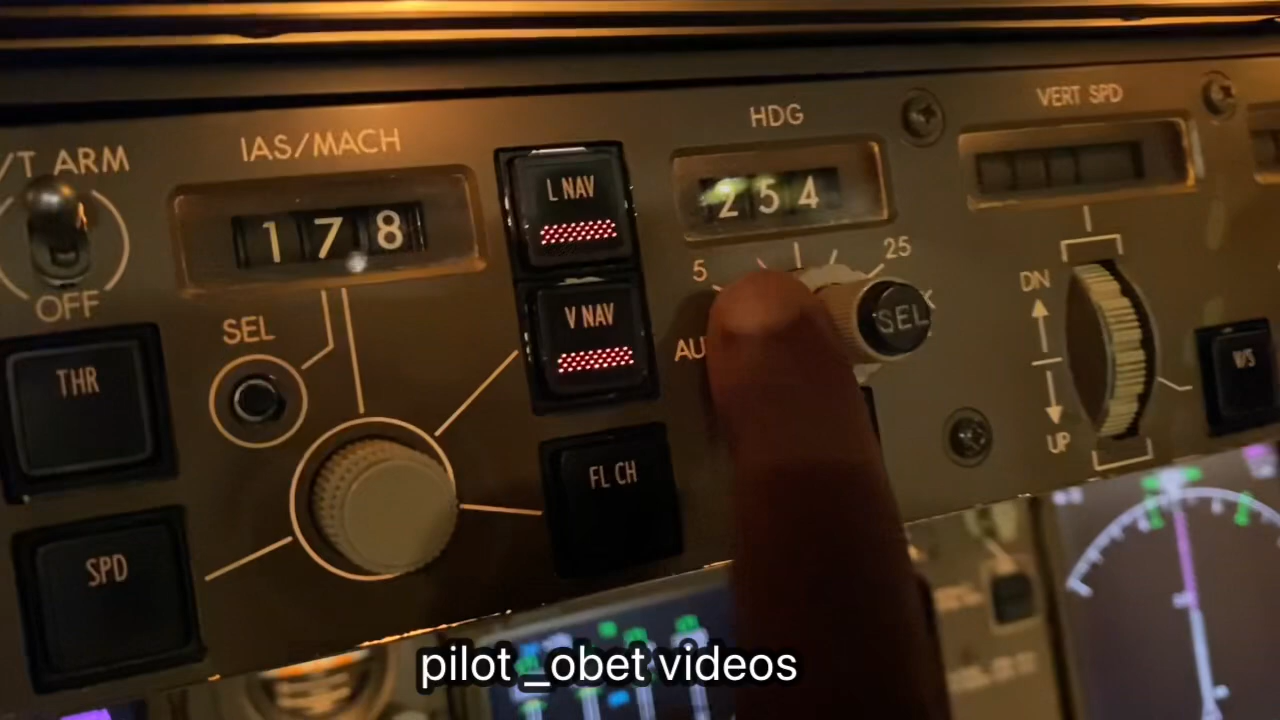 /T ARM
OFF
IAS/MACH
178
SEL
THR
SPD
L NAV
V NAV
FL CH
HDG
254
5
25
AU
SEL
VERT SPD
DN
UP
V/S
pilot _obet videos